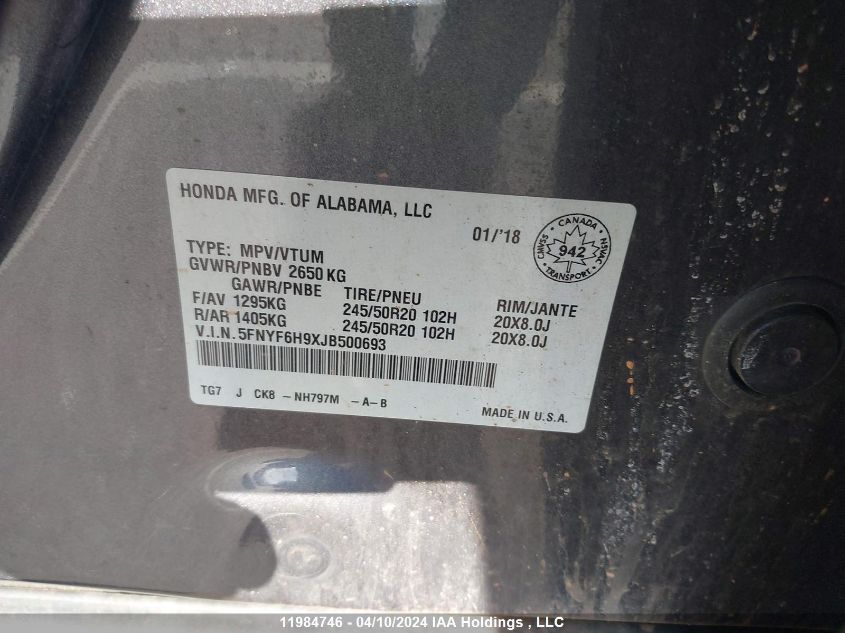 HONDA MFG. OF ALABAMA, LLC
01/'18
CANADA
CMVSS 942 NSVAC
TRANSPORT
TYPE: MPV/VTUM
GVWR/PNBV 2650 KG
GAWR/PNBE TIRE/PNEU RIM/JANTE
F/AV 1295KG 245/50R20 102H 20X8.0J
R/AR 1405KG 245/50R20 102H 20X8.0J
V.I.N. 5FNYF6H9XJB500693
TG7 J CK8 -NH797M -A-B
MADE IN U.S.A.
11984746 - 04/10/2024 IAA Holdings , LLC